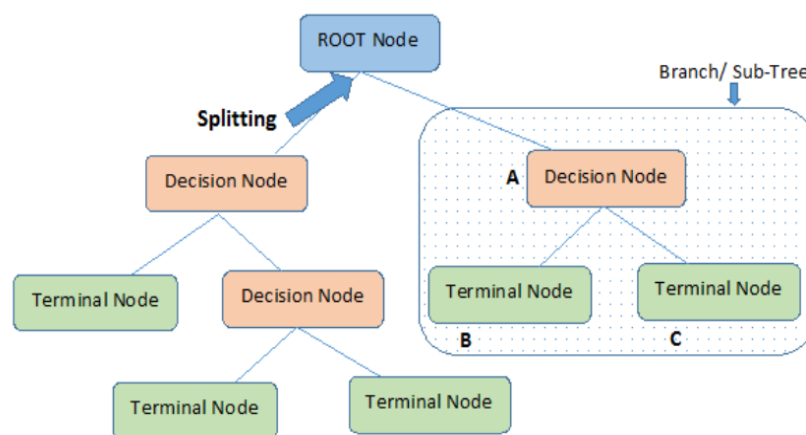 ROOT Node
Branch/ Sub-Tree
Splitting
Decision Node
A
Decision Node
Terminal Node
Decision Node
Terminal Node
Terminal Node
B
C
Terminal Node
Terminal Node